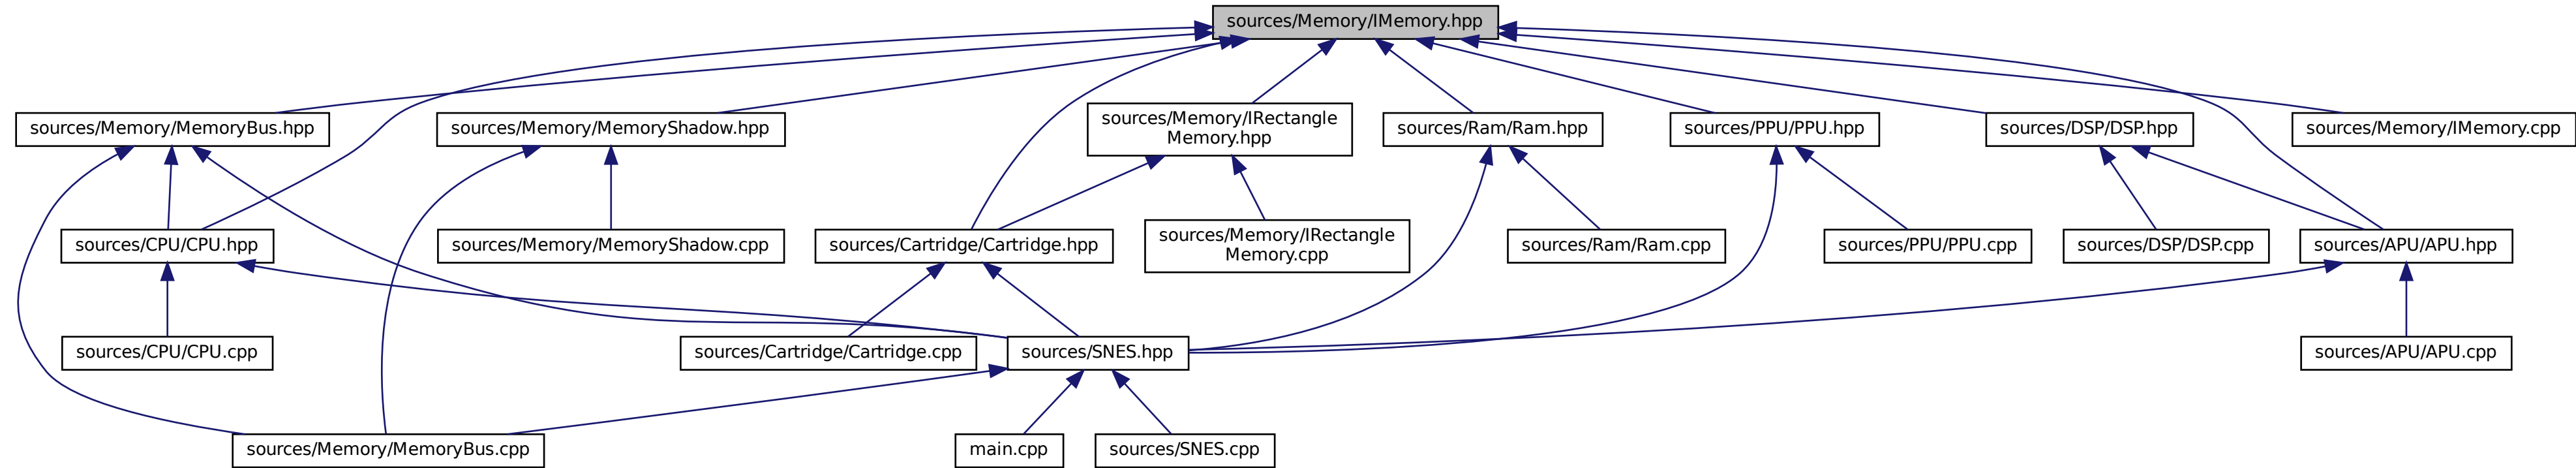 sources/Memory/IMemory.hpp
sources/Memory/MemoryBus.hpp
sources/Memory/MemoryShadow.hpp
sources/Memory/IRectangle
Memory.hpp
sources/Ram/Ram.hpp
sources/PPU/PPU.hpp
sources/DSP/DSP.hpp
sources/Memory/IMemory.cpp
sources/CPU/CPU.hpp
sources/Memory/MemoryShadow.cpp
sources/Cartridge/Cartridge.hpp
sources/Memory/IRectangle
Memory.cpp
sources/Ram/Ram.cpp
sources/PPU/PPU.cpp
sources/DSP/DSP.cpp
sources/APU/APU.hpp
sources/CPU/CPU.cpp
sources/Cartridge/Cartridge.cpp
sources/SNES.hpp
sources/APU/APU.cpp
sources/Memory/MemoryBus.cpp
main.cpp
sources/SNES.cpp